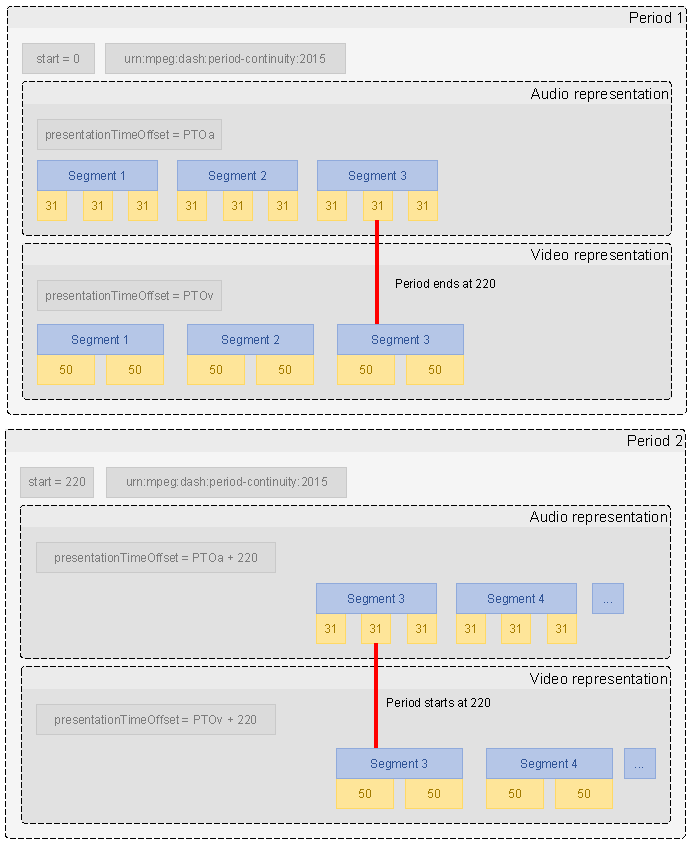 Period 1
start = 0 urn:mpeg:dash:period-continuity:2015
Audio representation
presentationTimeOffset = PTOa
Segment 1 Segment 2 Segment 3
31 31 31 31 31 31 31 31 31
Video representation
Period ends at 220
presentationTimeOffset = PTOv
Segment 1 Segment 2 Segment 3
50 50 50 50 50 50
Period 2
start = 220 urn:mpeg:dash:period-continuity:2015
Audio representation
presentationTimeOffset = PTOa + 220
Segment 3 Segment 4 ...
31 31 31 31 31 31
Video representation
Period starts at 220
presentationTimeOffset = PTOv + 220
Segment 3 Segment 4 ...
50 50 50 50